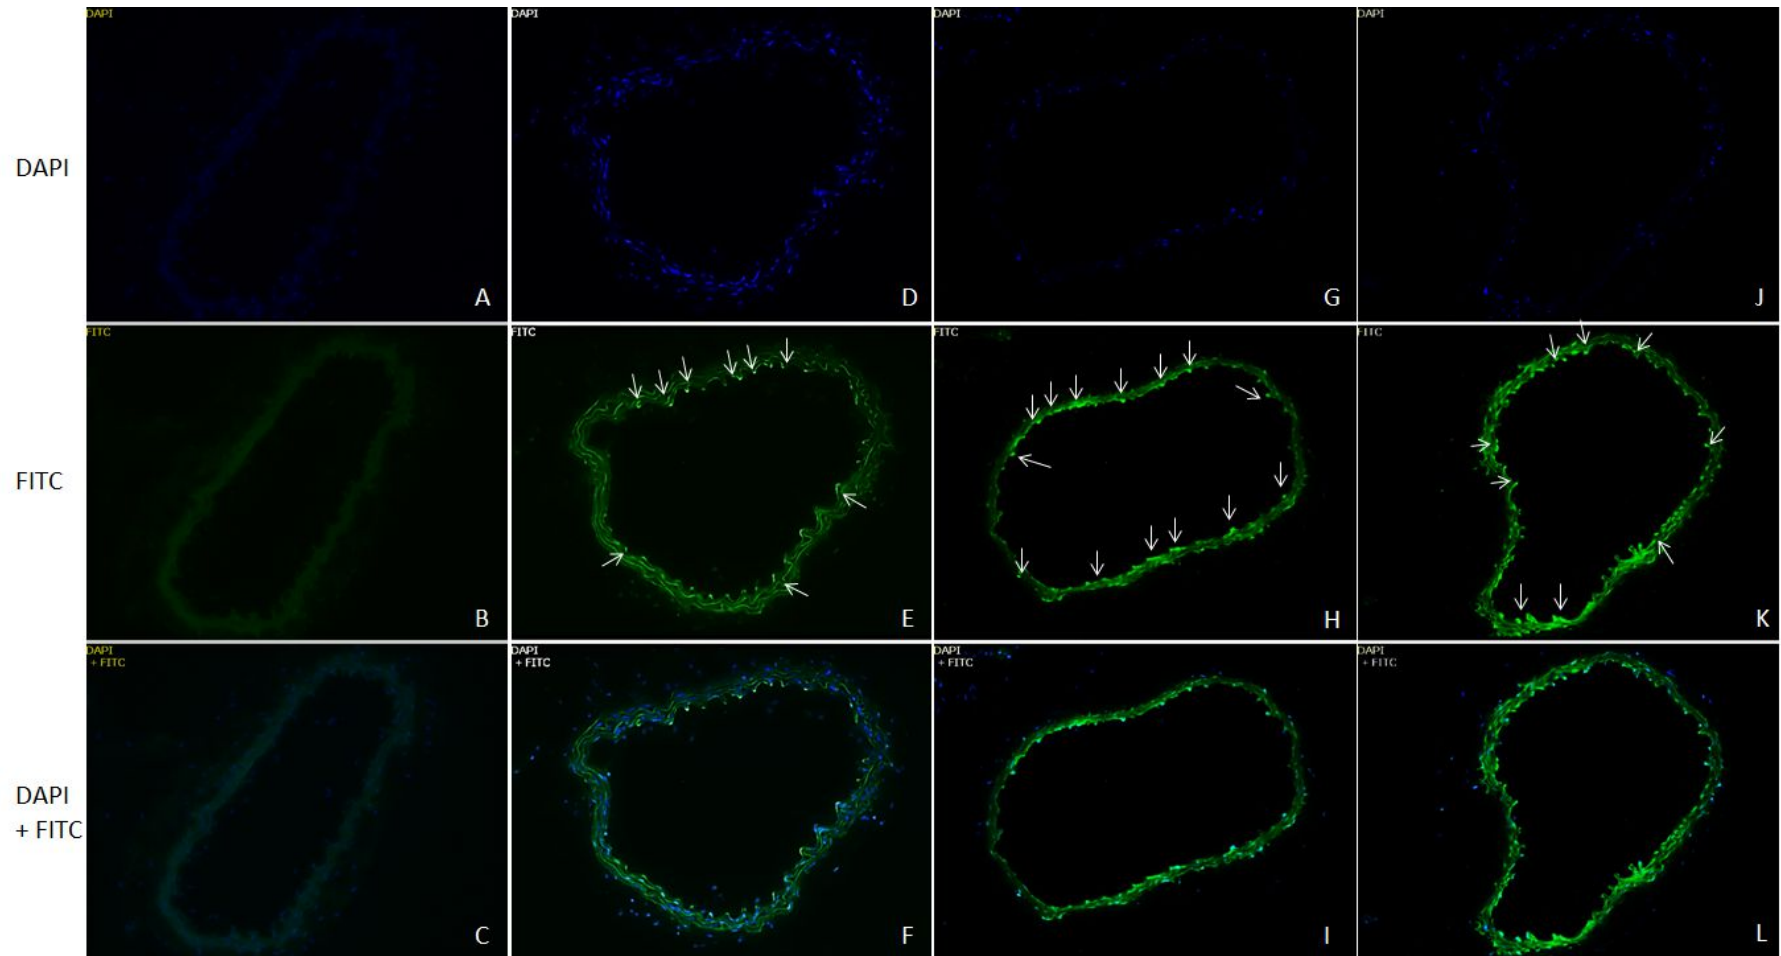 DAPI
DAPI
DAPI
DAPI
DAPI
A
D
G
J
FITC
FITC
FITC
FITC
FITC
B
E
H
K
DAPI
+ FITC
DAPI
+ FITC
DAPI
+ FITC
DAPI
+ FITC
DAPI
+ FITC
C
F
I
L